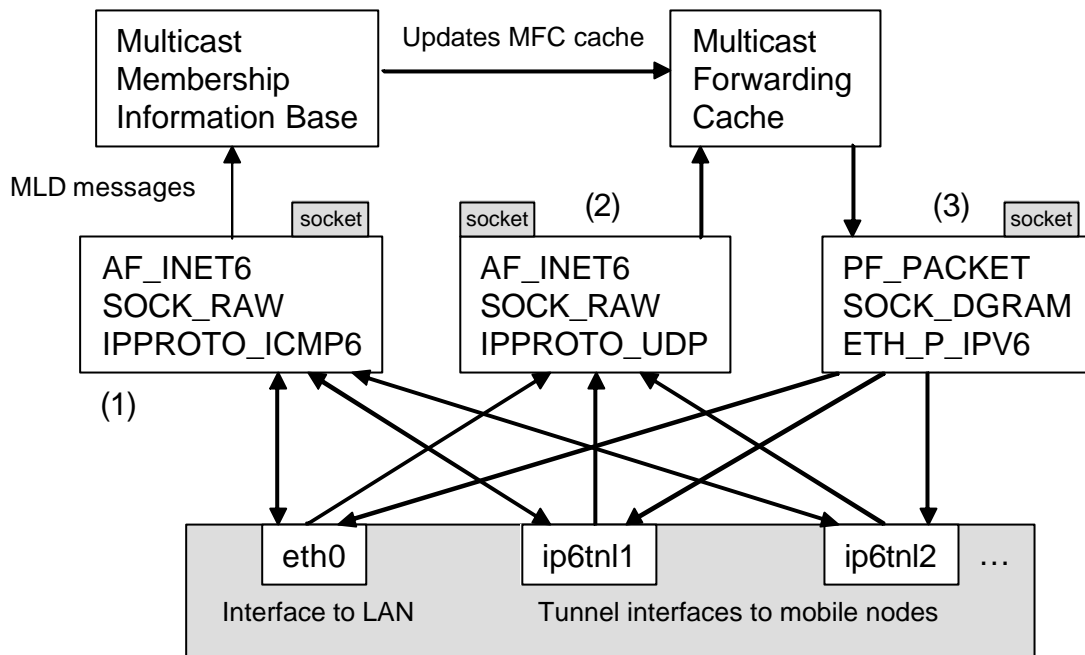 Multicast
Membership
Information Base
Updates MFC cache
Multicast
Forwarding
Cache
MLD messages
socket
socket
(2)
(3)
socket
AF_INET6
SOCK_RAW
IPPROTO_ICMP6
AF_INET6
SOCK_RAW
IPPROTO_UDP
PF_PACKET
SOCK_DGRAM
ETH_P_IPV6
(1)
eth0
ip6tnl1
ip6tnl2
...
Interface to LAN
Tunnel interfaces to mobile nodes